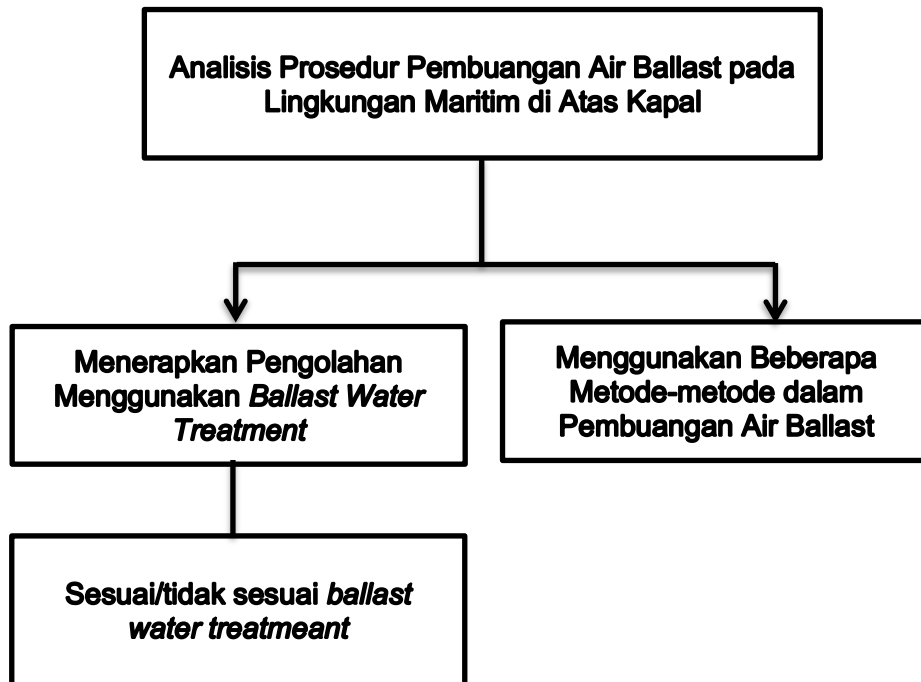 Analisis Prosedur Pembuangan Air Ballast pada
Lingkungan Maritim di Atas Kapal
Menerapkan Pengolahan
Menggunakan Ballast Water
Treatment
Menggunakan Beberapa
Metode-metode dalam
Pembuangan Air Ballast
Sesuai/tidak sesuai ballast
water treatmeant